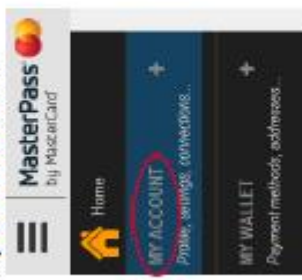 MasterPass
by MasterCard
Home
MY ACCOUNT
Profile, settings, connections...
MY WALLET
Payment methods, addresses...